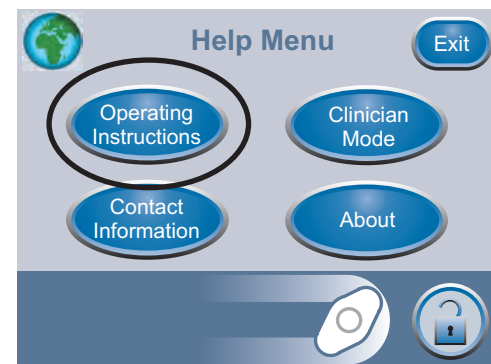 Help Menu
Exit
Operating
Instructions
Clinician
Mode
Contact
Information
About